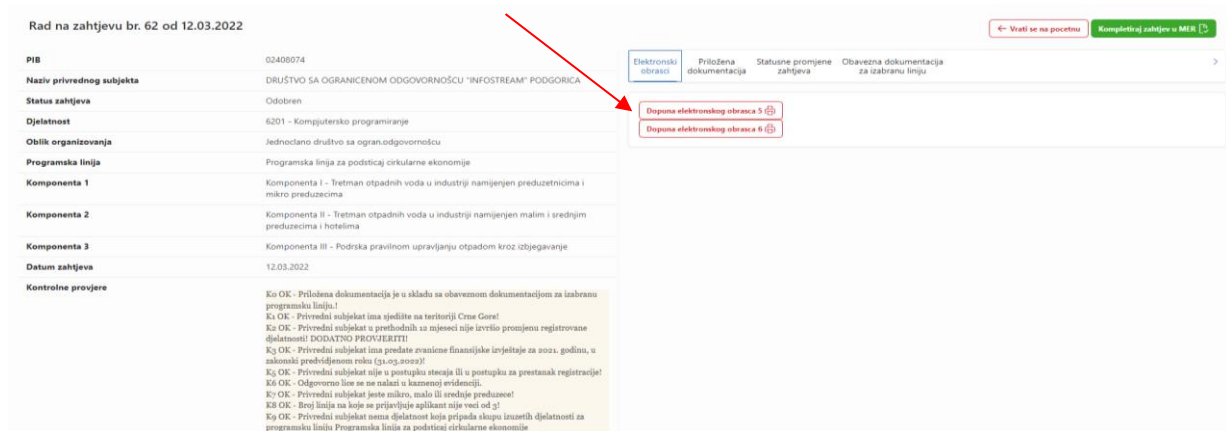 Rad na zahtjevu br. 62 od 12.03.2022
← Vrati se na pocetnu
Kompletiraj zahtjev u MER
PIB
02408074
Naziv privrednog subjekta
DRUŠTVO SA OGRANICENOM ODGOVORNOŠCU "INFOSTREAM" PODGORICA
Status zahtjeva
Odobren
Djelatnost
6201 - Kompjutersko programiranje
Oblik organizovanja
Jednoclano društvo sa ogran.odgovornošcu
Programska linija
Programska linija za podsticaj cirkularne ekonomije
Komponenta 1
Komponenta I - Tretman otpadnih voda u industriji namijenjen preduzetnicima i
mikro preduzecima
Komponenta 2
Komponenta II - Tretman otpadnih voda u industriji namijenjen malim i srednjim
preduzecima i hotelima
Komponenta 3
Komponenta III - Podrska pravilnom upravljanju otpadom kroz izbjegavanje
Datum zahtjeva
12.03.2022
Kontrolne provjere
K0 OK - Priložena dokumentacija je u skladu sa obaveznom dokumentacijom za izabranu
programsku liniju.!
K1 OK - Privredni subjekat ima sjedište na teritoriji Crne Gore!
K2 OK - Privredni subjekat u prethodnih 12 mjeseci nije izvršio promjenu registrovane
djelatnosti! DODATNO PROVJERITI!
K3 OK - Privredni subjekat ima predate zvanicne finansijske izvještaje za 2021. godinu, u
zakonski predvidjenom roku (31.03.2022)!
K5 OK - Privredni subjekat nije u postupku stecaja ili u postupku za prestanak registracije!
K6 OK - Odgovorno lice se ne nalazi u kaznenoj evidenciji.
K7 OK - Privredni subjekat jeste mikro, malo ili srednje preduzece!
K8 OK - Broj linija na koje se prijavljuje aplikant nije veci od 3!
K9 OK - Privredni subjekat nema djelatnost koja pripada skupu izuzetih djelatnosti za
programsku liniju Programska linija za podsticaj cirkularne ekonomije
Elektronski
obrasci
Priložena
dokumentacija
Statusne promjene
zahtjeva
Obavezna dokumentacija
za izabranu liniju
Dopuna elektronskog obrasca 5
Dopuna elektronskog obrasca 6